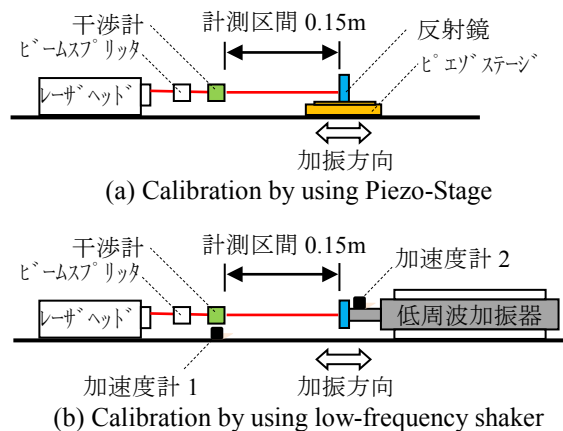 干渉計
計測区間 0.15m
反射鏡
ﾋﾞｰﾑｽﾌﾟﾘｯﾀ
ﾋﾟｴｿﾞｽﾃｰｼﾞ
ﾚｰｻﾞﾍｯﾄﾞ
加振方向
(a) Calibration by using Piezo-Stage
干渉計
計測区間 0.15m
加速度計 2
ﾋﾞｰﾑｽﾌﾟﾘｯﾀ
ﾚｰｻﾞﾍｯﾄﾞ
低周波加振器
加速度計 1
加振方向
(b) Calibration by using low-frequency shaker